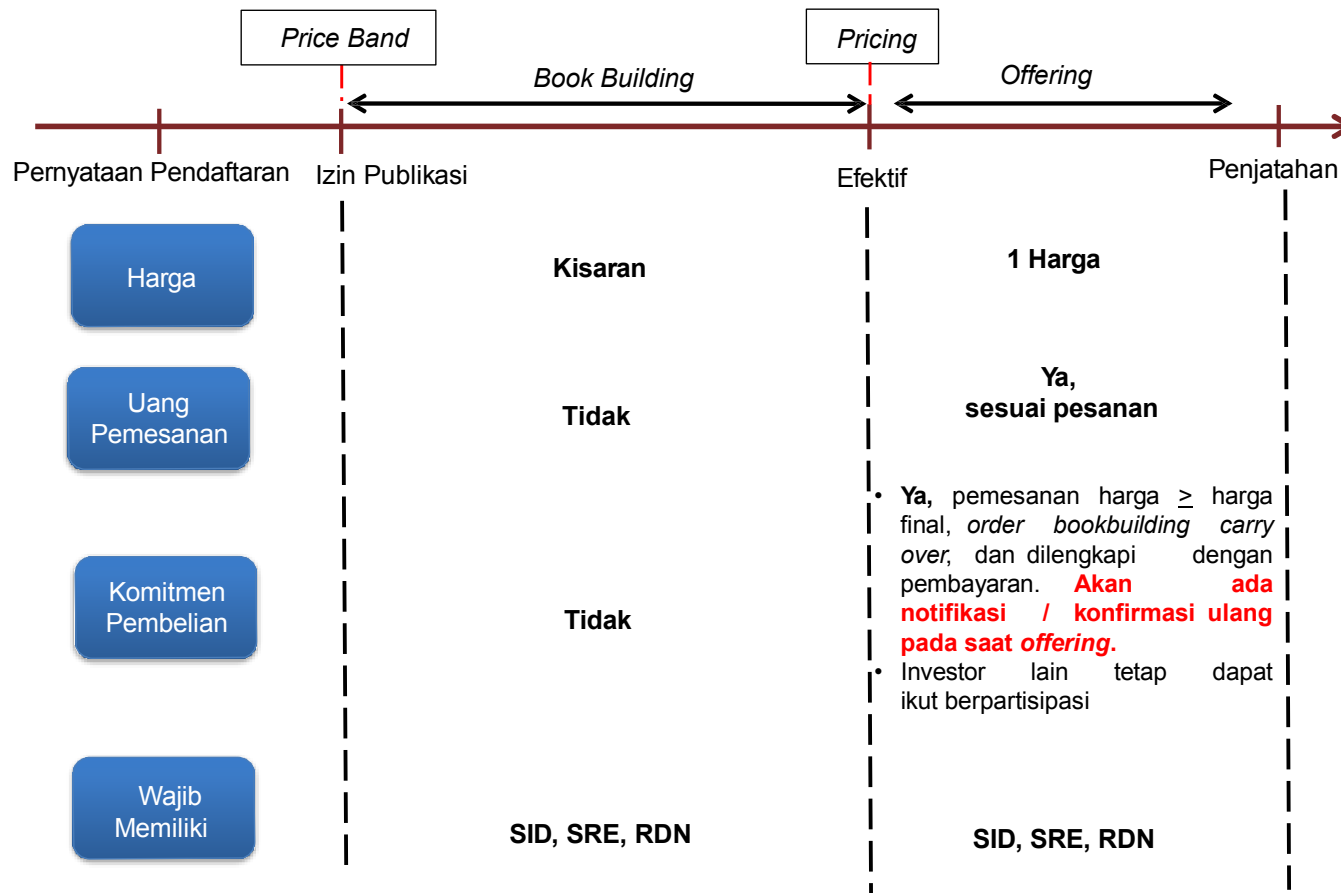 Price Band
Pricing
Book Building
Offering
Pernyataan Pendaftaran
Izin Publikasi
Efektif
Penjatahan
Harga
Kisaran
1 Harga
Uang
Pemesanan
Tidak
Ya,
sesuai pesanan
Komitmen
Pembelian
Tidak
• Ya, pemesanan harga ≥ harga
final, order bookbuilding carry
over, dan dilengkapi dengan
pembayaran. Akan ada
notifikasi / konfirmasi ulang
pada saat offering.
• Investor lain tetap dapat
ikut berpartisipasi
Wajib
Memiliki
SID, SRE, RDN
SID, SRE, RDN